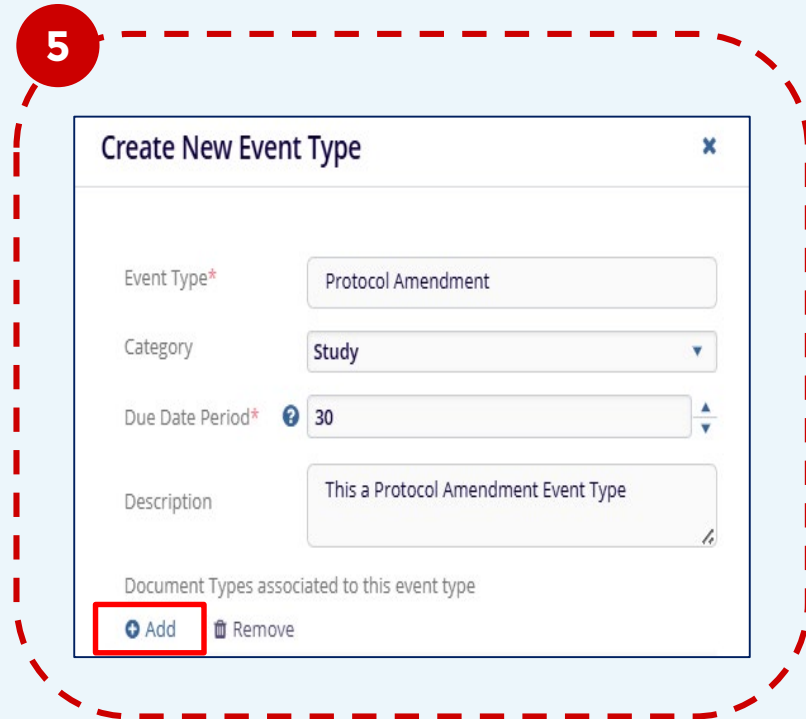 5
Create New Event Type
Event Type* Protocol Amendment
Category Study
Due Date Period* 30
Description This a Protocol Amendment Event Type
Document Types associated to this event type
Add Remove